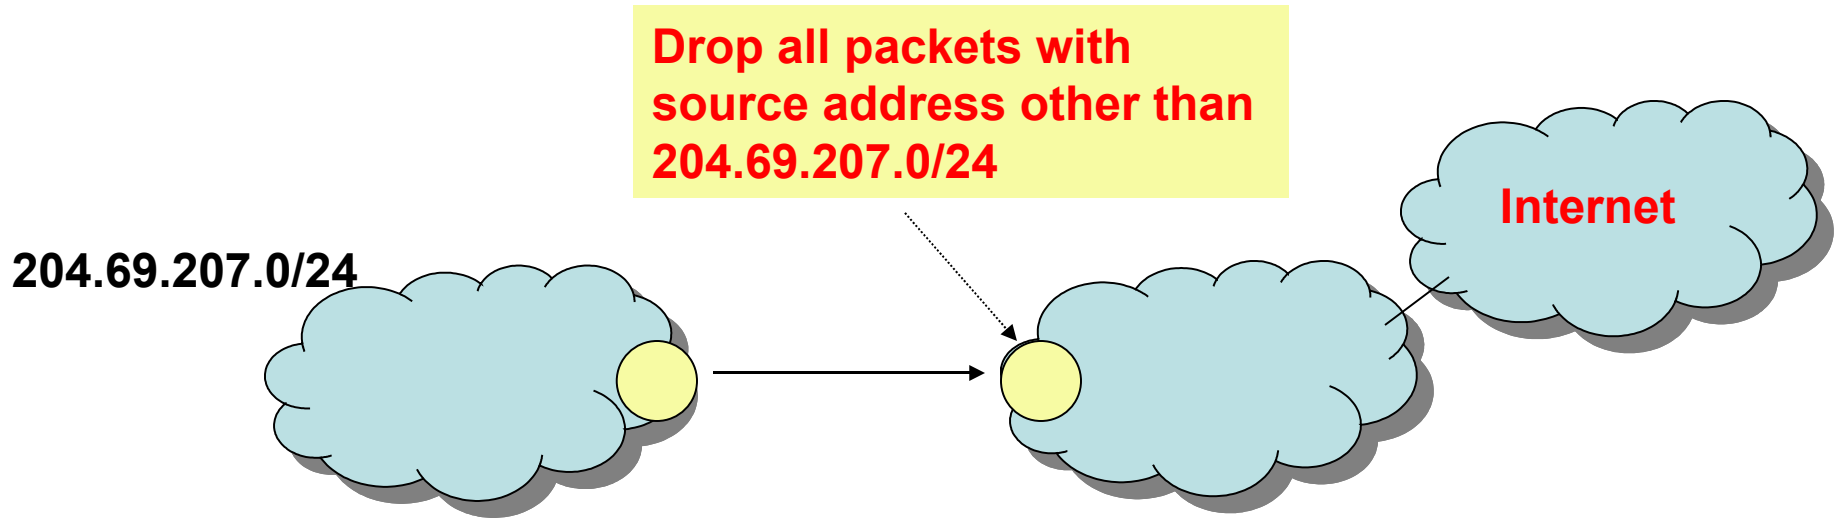 Drop all packets with
source address other than
204.69.207.0/24
Internet
204.69.207.0/24